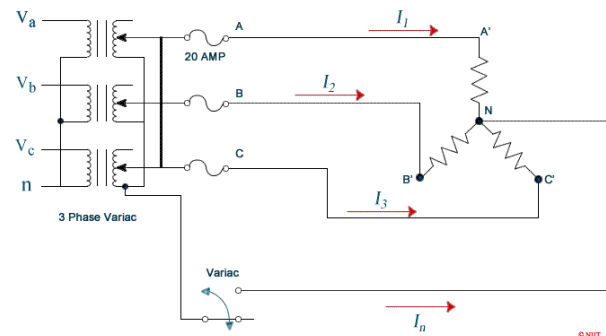 Va
A
I1
A'
20 AMP
Vb
B
I2
N
Vc
C
B'
C'
n
I3
3 Phase Variac
Variac
In